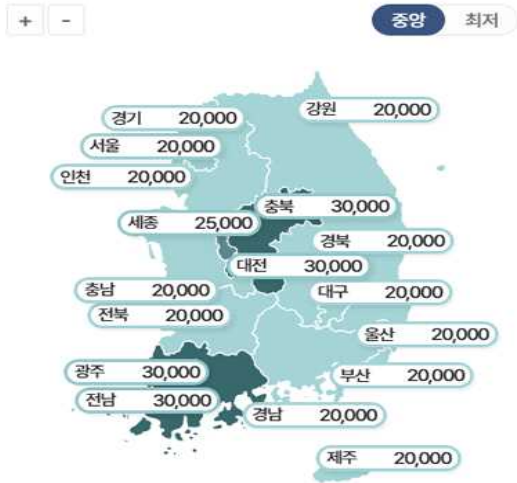 + -
중앙 최저
강원 20,000
경기 20,000
서울 20,000
인천 20,000
충북 30,000
세종 25,000
경북 20,000
대전 30,000
충남 20,000
대구 20,000
전북 20,000
울산 20,000
광주 30,000
부산 20,000
전남 30,000
경남 20,000
제주 20,000